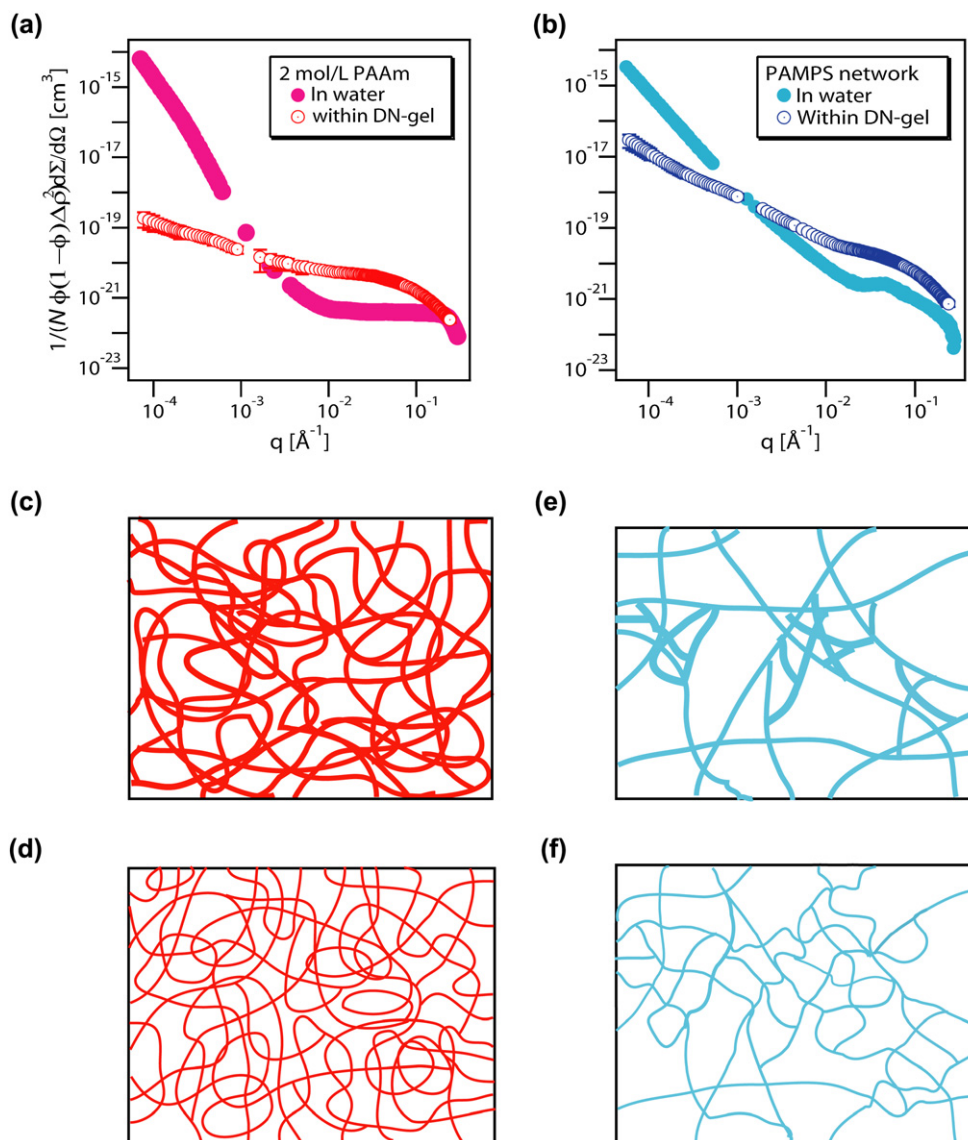 (a)
(b)
1/(N ϕ(1 −ϕ)Δρ²)dΣ/dΩ [cm³]
10⁻¹⁵
10⁻¹⁷
10⁻¹⁹
10⁻²¹
10⁻²³
2 mol/L PAAm
In water
within DN-gel
10⁻⁴
10⁻³
10⁻²
10⁻¹
q [Å⁻¹]
10⁻¹⁵
10⁻¹⁷
10⁻¹⁹
10⁻²¹
10⁻²³
PAMPS network
In water
Within DN-gel
10⁻⁴
10⁻³
10⁻²
10⁻¹
q [Å⁻¹]
(c)
(e)
(d)
(f)